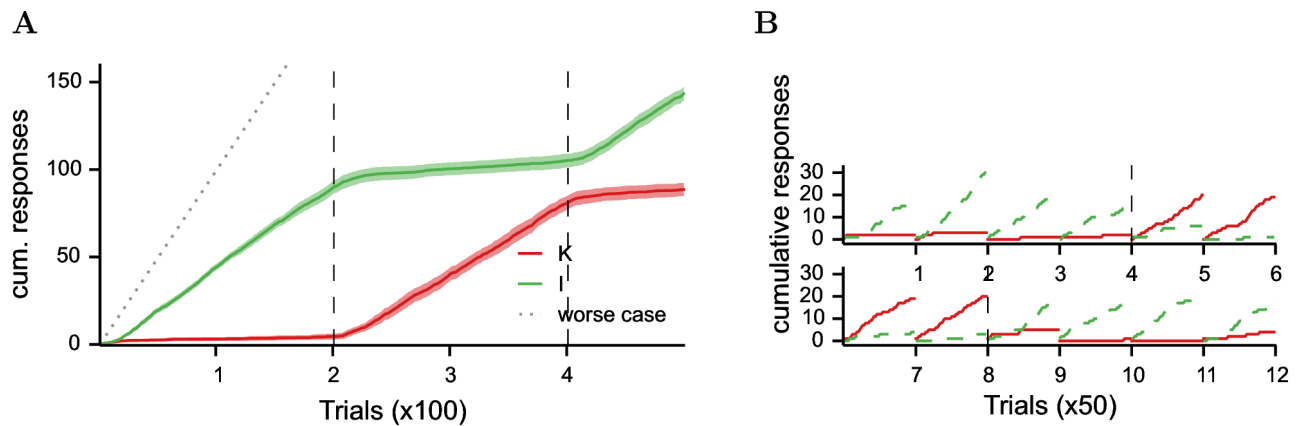 A
B
cum. responses
150
100
50
0
K
I
worse case
1 2 3 4
Trials (x100)
cumulative responses
30
20
10
0
1 2 3 4 5 6
30
20
10
0
7 8 9 10 11 12
Trials (x50)